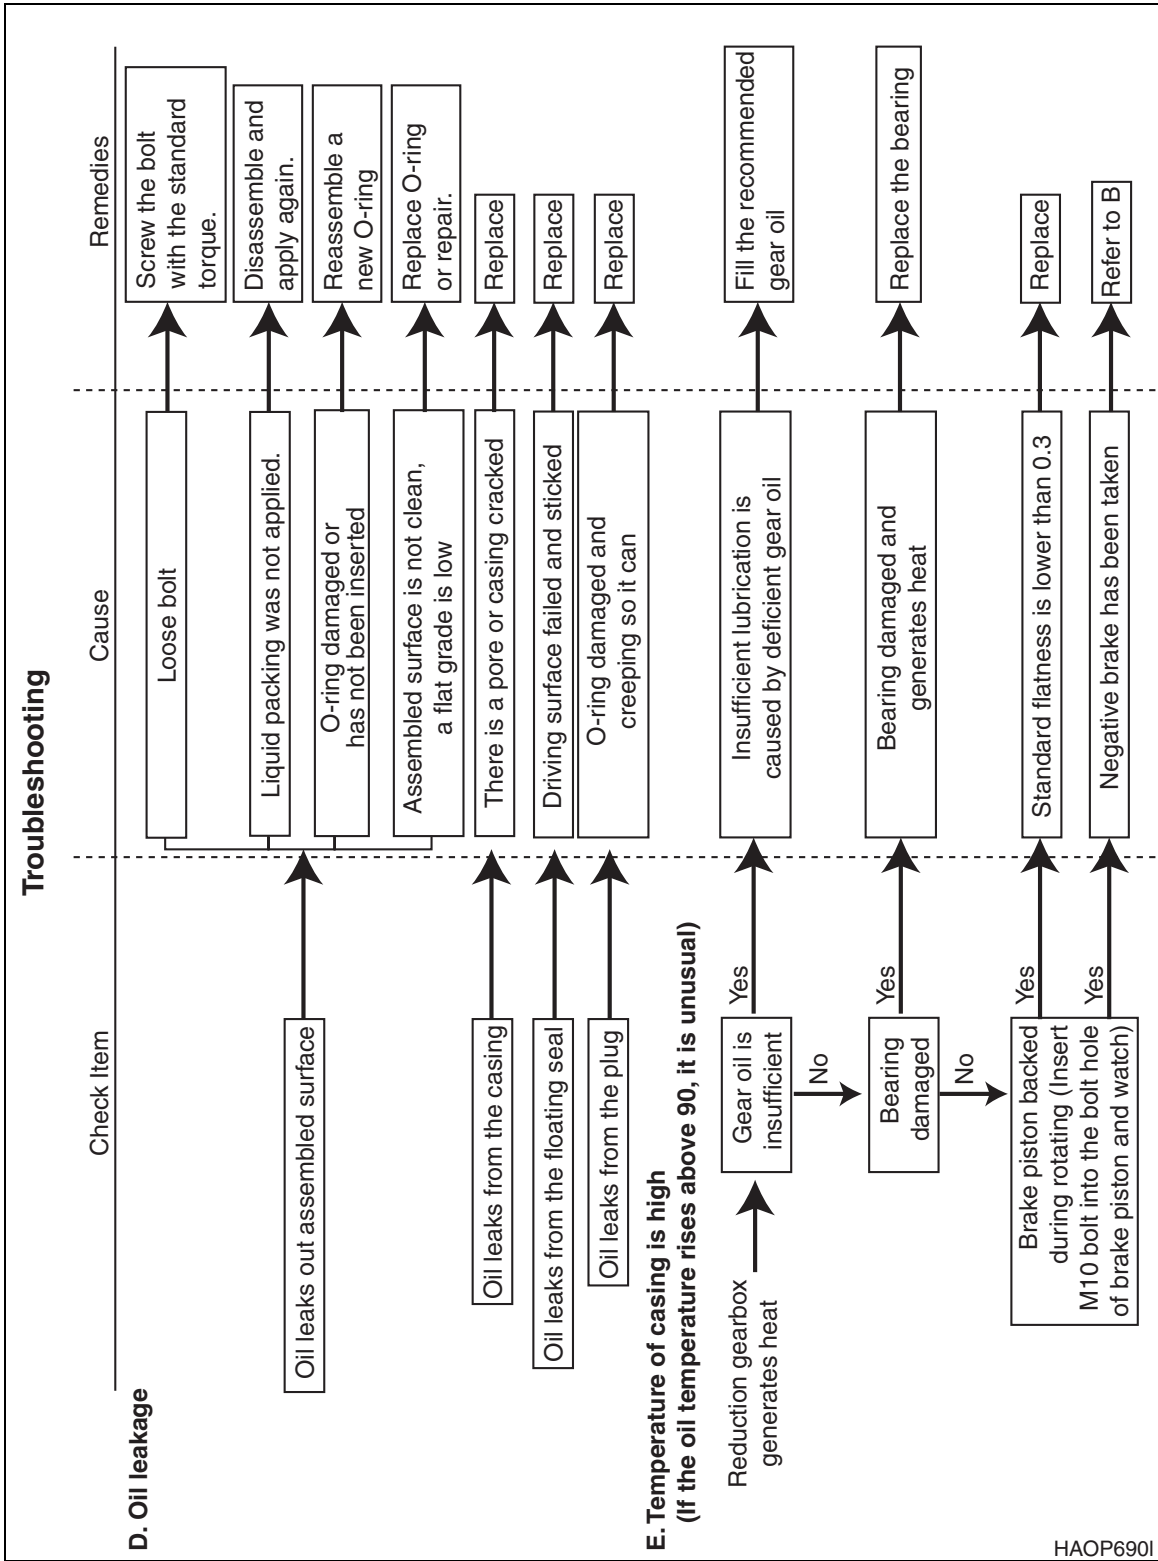 Troubleshooting
Check Item
Cause
Remedies
D. Oil leakage
Oil leaks out assembled surface
Loose bolt
Screw the bolt
with the standard
torque.
Liquid packing was not applied.
Disassemble and
apply again.
O-ring damaged or
has not been inserted
Reassemble a
new O-ring
Assembled surface is not clean,
a flat grade is low
Replace O-ring
or repair.
Oil leaks from the casing
There is a pore or casing cracked
Replace
Oil leaks from the floating seal
Driving surface failed and sticked
Replace
Oil leaks from the plug
O-ring damaged and
creeping so it can
Replace
E. Temperature of casing is high
(If the oil temperature rises above 90, it is unusual)
Reduction gearbox
generates heat
Gear oil is
insufficient
Yes
Insufficient lubrication is
caused by deficient gear oil
Fill the recommended
gear oil
No
Bearing
damaged
Yes
Bearing damaged and
generates heat
Replace the bearing
No
Brake piston backed
during rotating (Insert
M10 bolt into the bolt hole
of brake piston and watch)
Yes
Standard flatness is lower than 0.3
Replace
Yes
Negative brake has been taken
Refer to B
HAOP690I